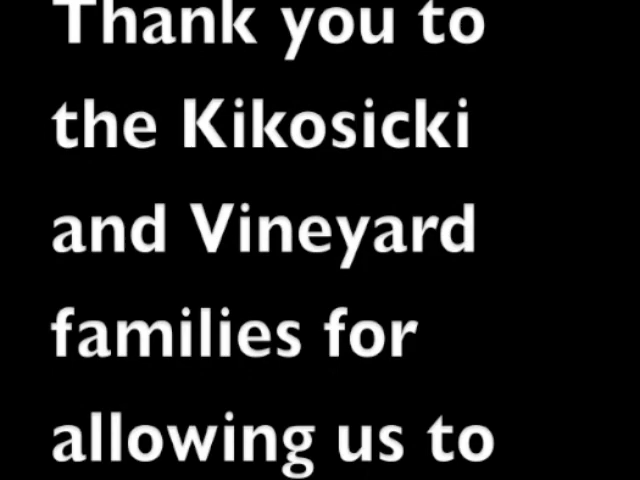 Thank you to
the Kikosicki
and Vineyard
families for
allowing us to